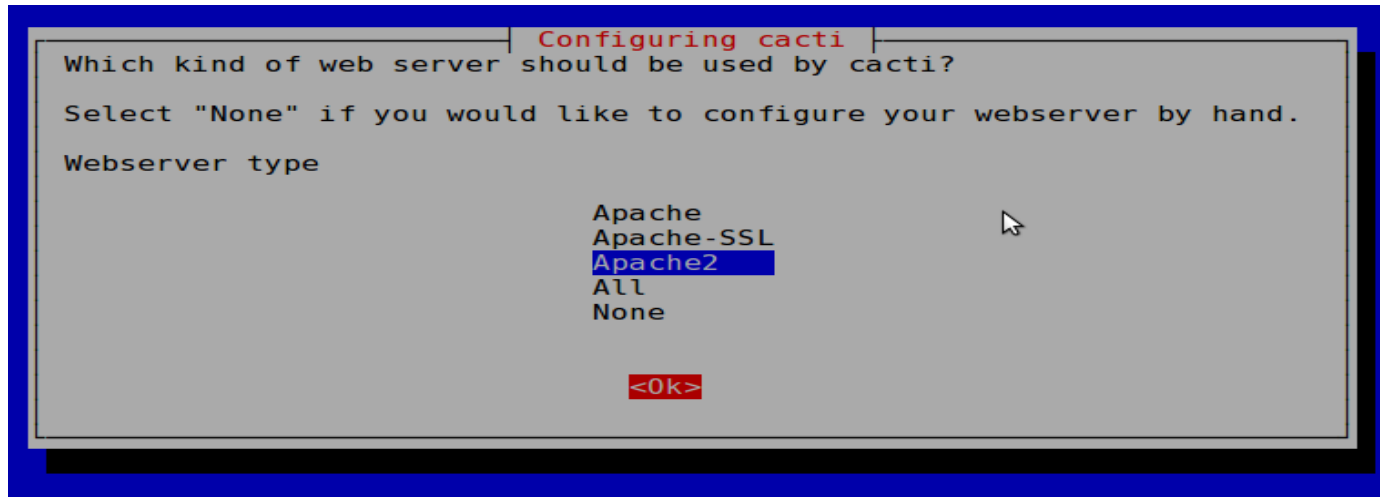 Configuring cacti
Which kind of web server should be used by cacti?
Select "None" if you would like to configure your webserver by hand.
Webserver type
Apache
Apache-SSL
Apache2
All
None
<Ok>